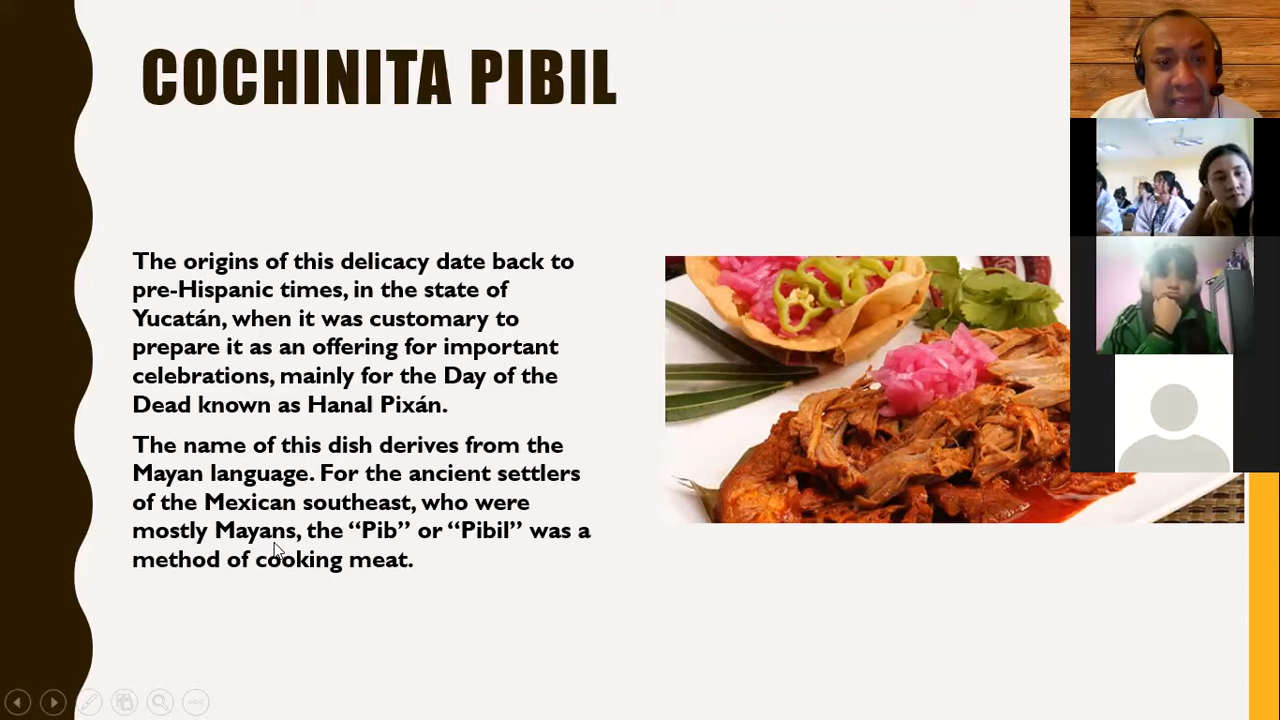 COCHINITA PIBIL
The origins of this delicacy date back to
pre-Hispanic times, in the state of
Yucatán, when it was customary to
prepare it as an offering for important
celebrations, mainly for the Day of the
Dead known as Hanal Pixán.
The name of this dish derives from the
Mayan language. For the ancient settlers
of the Mexican southeast, who were
mostly Mayans, the “Pib” or “Pibil” was a
method of cooking meat.